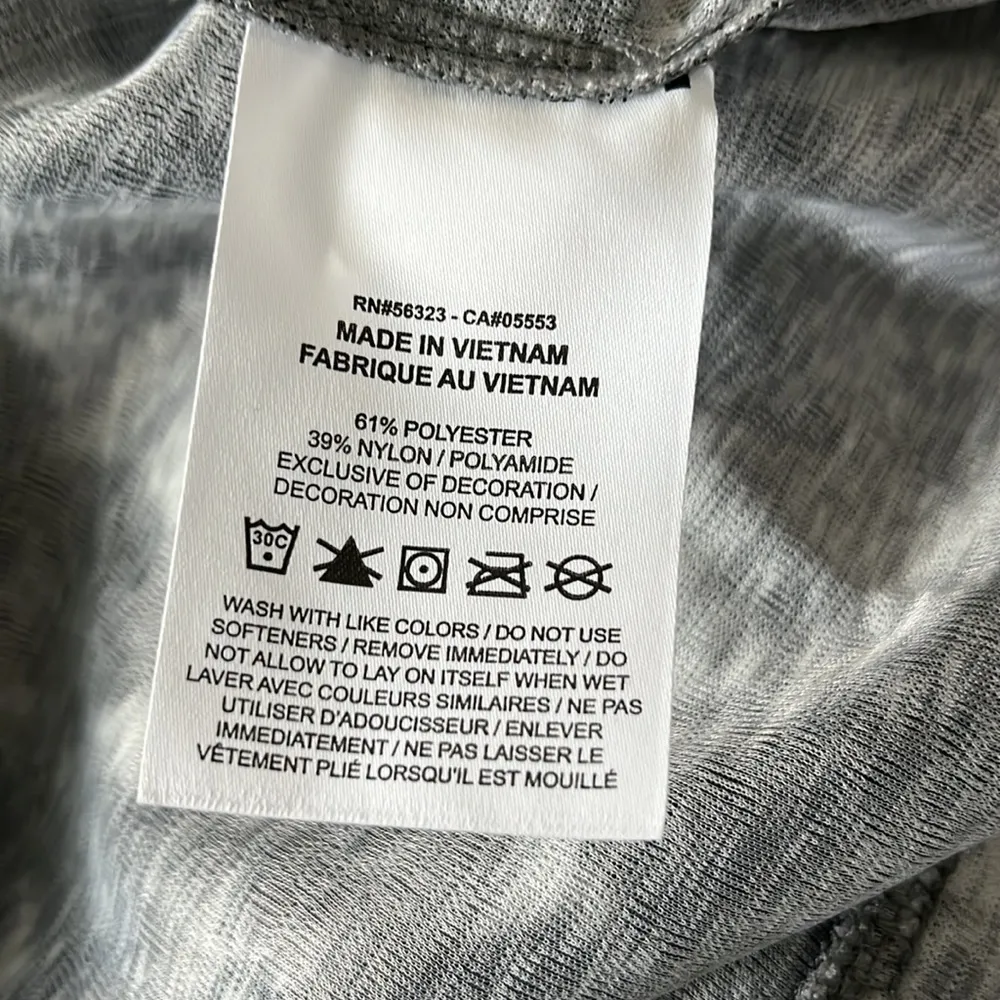 RN#56323 - CA#05553
MADE IN VIETNAM
FABRIQUE AU VIETNAM
61% POLYESTER
39% NYLON / POLYAMIDE
EXCLUSIVE OF DECORATION /
DECORATION NON COMPRISE
30C
WASH WITH LIKE COLORS / DO NOT USE
SOFTENERS / REMOVE IMMEDIATELY / DO
NOT ALLOW TO LAY ON ITSELF WHEN WET
LAVER AVEC COULEURS SIMILAIRES / NE PAS
UTILISER D'ADOUCISSEUR / ENLEVER
IMMEDIATEMENT / NE PAS LAISSER LE
VÊTEMENT PLIÉ LORSQU'IL EST MOUILLÉ